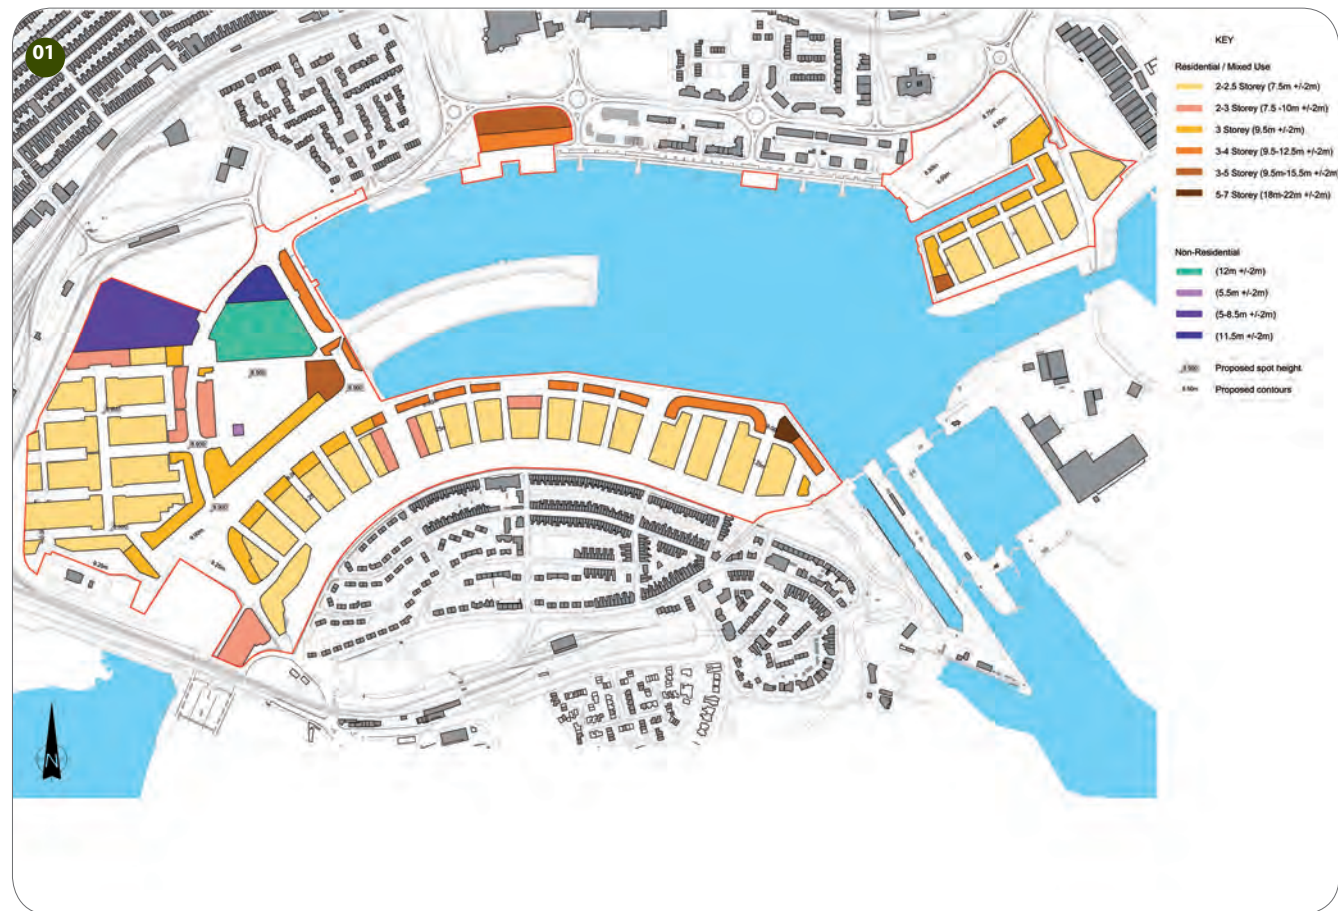 01
KEY
Residential / Mixed Use
2-2.5 Storey (7.5m +/-2m)
2-3 Storey (7.5 -10m +/-2m)
3 Storey (9.5m +/-2m)
3-4 Storey (9.5-12.5m +/-2m)
3-5 Storey (9.5m-15.5m +/-2m)
5-7 Storey (18m-22m +/-2m)
Non-Residential
(12m +/-2m)
(5.5m +/-2m)
(5-8.5m +/-2m)
(11.5m +/-2m)
Proposed spot height
Proposed contours
N